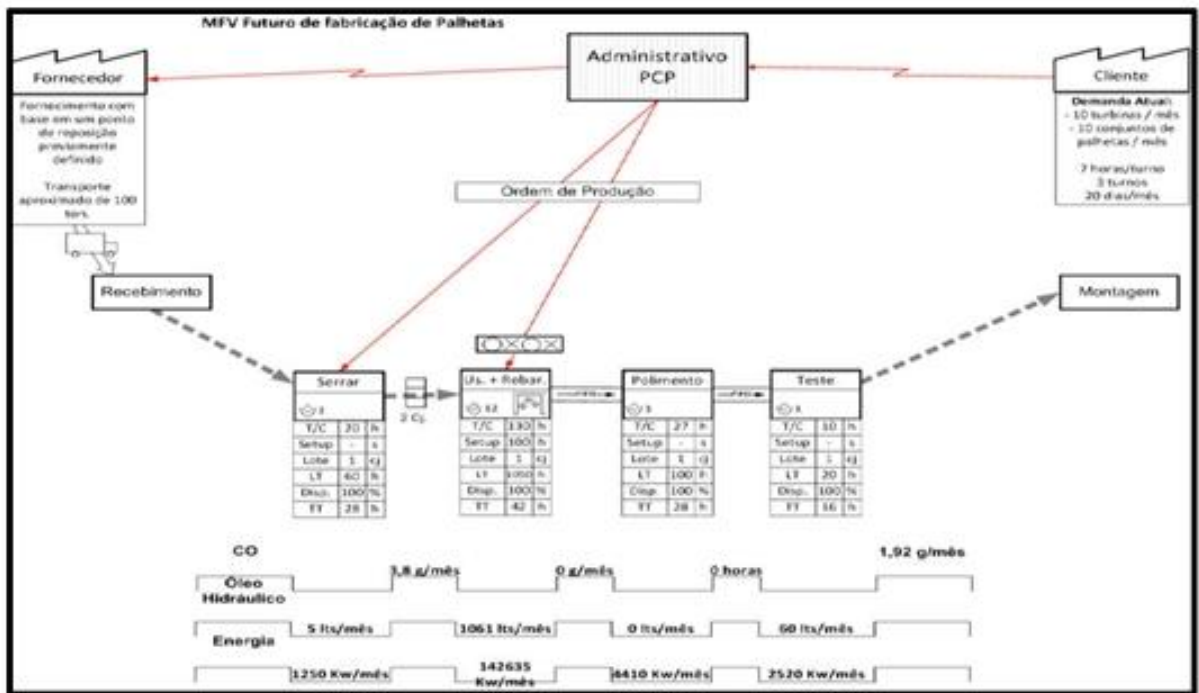 MFV Futuro de fabricação de Palhetas
Fornecedor
Fornecimento com
base em um ponto
de reposição
previamente
definido
Transporte
aproximado de 100
ton.
Administrativo
PCP
Cliente
Demanda Atual:
- 10 turbinas / mês
- 10 conjuntos de
palhetas / mês
7 horas/turno
3 turnos
20 dias/mês
Ordem de Produção
Recebimento
Montagem
Serrar
T/C 20 h
Setup - s
Lote 1 cj
LT 60 h
Disp. 100 %
TT 28 h
2 Cj.
Us. + Rebar.
12
T/C 130 h
Setup 100 h
Lote 1 cj
LT h
Disp. 100 %
TT 42 h
FIFO
Polimento
T/C 27 h
Setup - s
Lote 1 cj
LT 100 h
Disp. 100 %
TT 28 h
FIFO
Teste
T/C 10 h
Setup - s
Lote 1 cj
LT 20 h
Disp. 100 %
TT 16 h
CO
3,8 g/mês
0 g/mês
0 horas
1,92 g/mês
Óleo
Hidráulico
5 lts/mês
1061 lts/mês
0 lts/mês
60 lts/mês
Energia
1250 Kw/mês
142635
Kw/mês
4410 Kw/mês
2520 Kw/mês